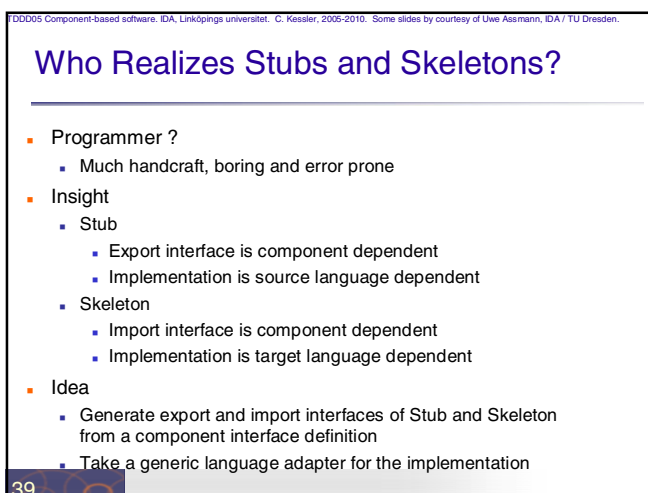 TDDD05 Component-based software. IDA, Linköpings universitet. C. Kessler, 2005-2010. Some slides by courtesy of Uwe Assmann, IDA / TU Dresden.
Who Realizes Stubs and Skeletons?
Programmer ?
Much handcraft, boring and error prone
Insight
Stub
Export interface is component dependent
Implementation is source language dependent
Skeleton
Import interface is component dependent
Implementation is target language dependent
Idea
Generate export and import interfaces of Stub and Skeleton
from a component interface definition
Take a generic language adapter for the implementation
39